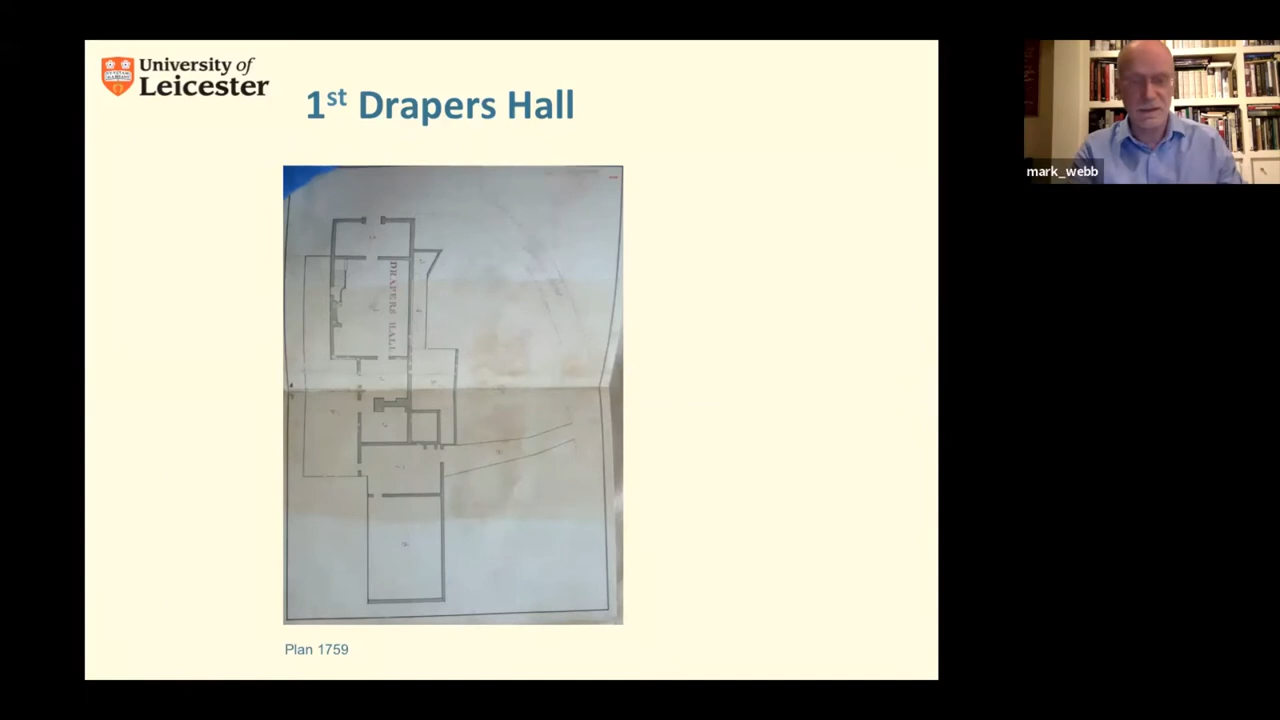 University of
Leicester
1st Drapers Hall
mark_webb
DRAPERS HALL
Plan 1759